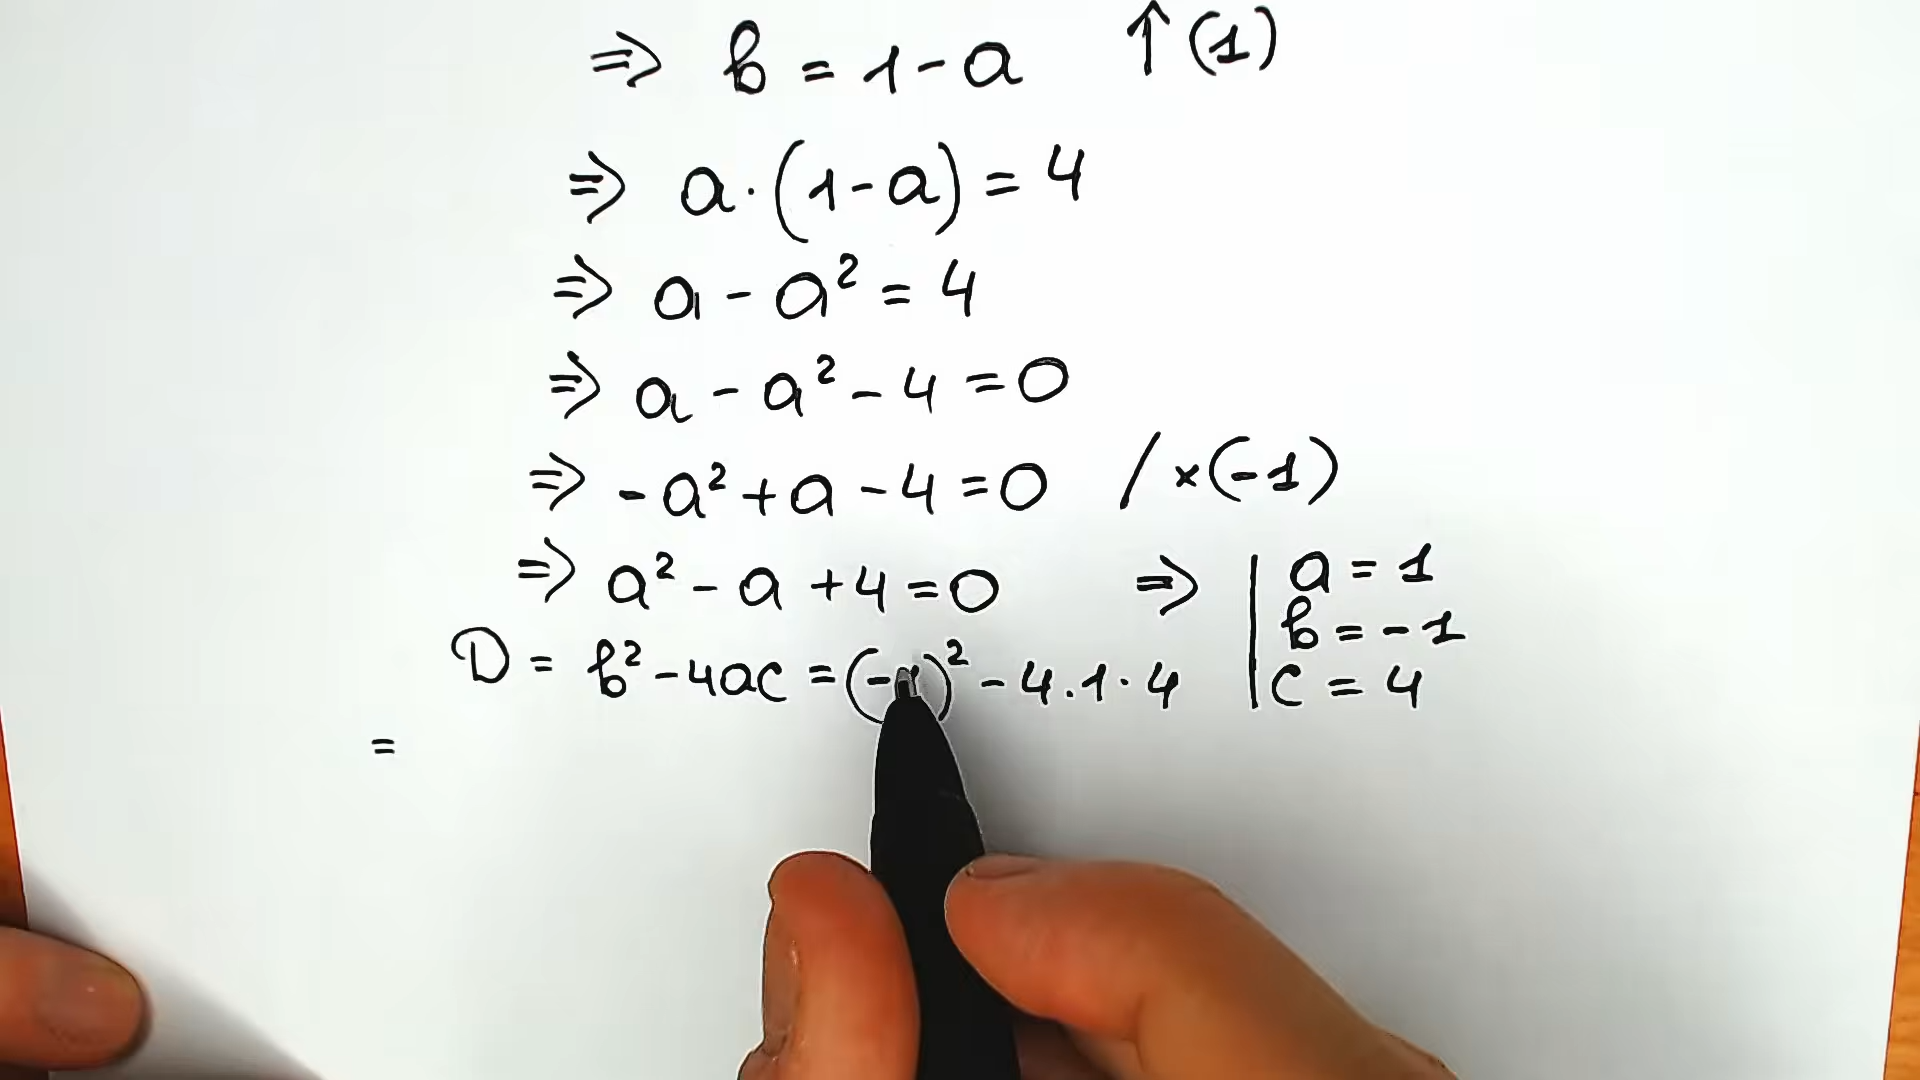 ⇒ b = 1 - a ↑ (1)
⇒ a · (1 - a) = 4
⇒ a - a² = 4
⇒ a - a² - 4 = 0
⇒ -a² + a - 4 = 0 / × (-1)
⇒ a² - a + 4 = 0 ⇒ | a = 1
b = -1
D = b² - 4ac = (-1)² - 4 · 1 · 4 c = 4
=